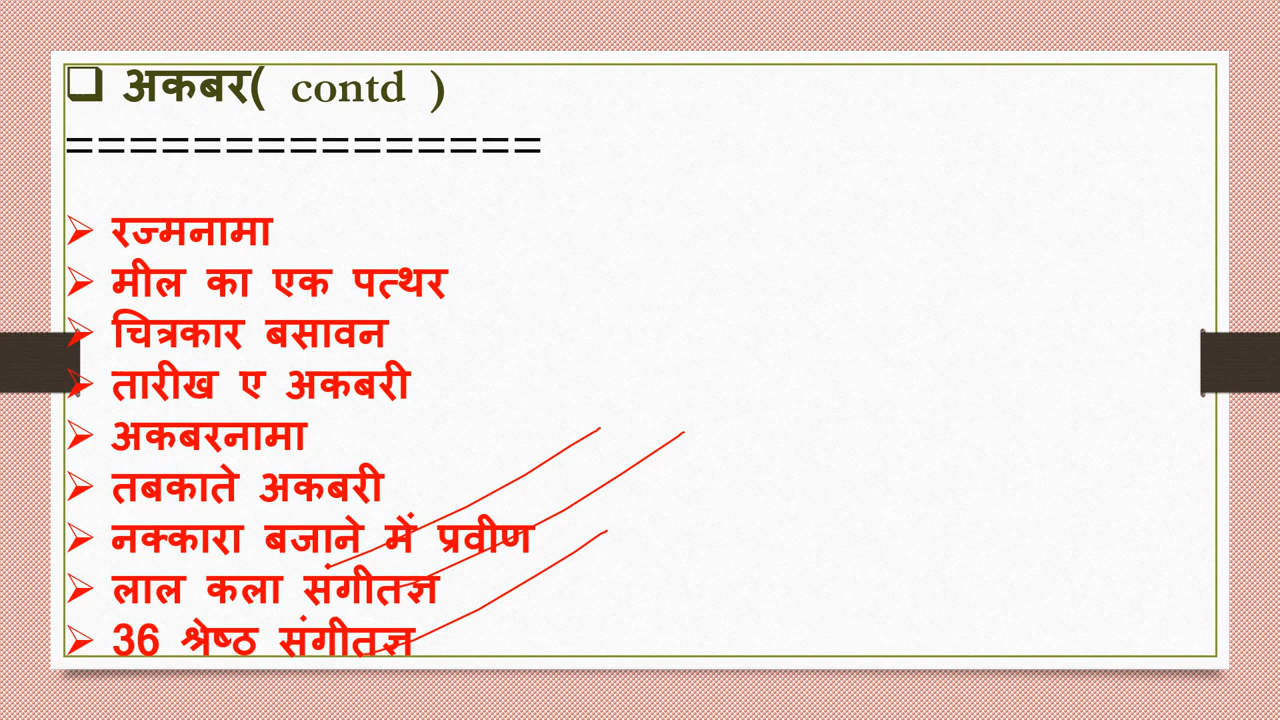 ❑ अकबर( contd )
===============
➢ रज्मनामा
➢ मील का एक पत्थर
➢ चित्रकार बसावन
➢ तारीख ए अकबरी
➢ अकबरनामा
➢ तबकाते अकबरी
➢ नक्कारा बजाने में प्रवीण
➢ लाल कला संगीतज्ञ
➢ 36 श्रेष्ठ संगीतज्ञ